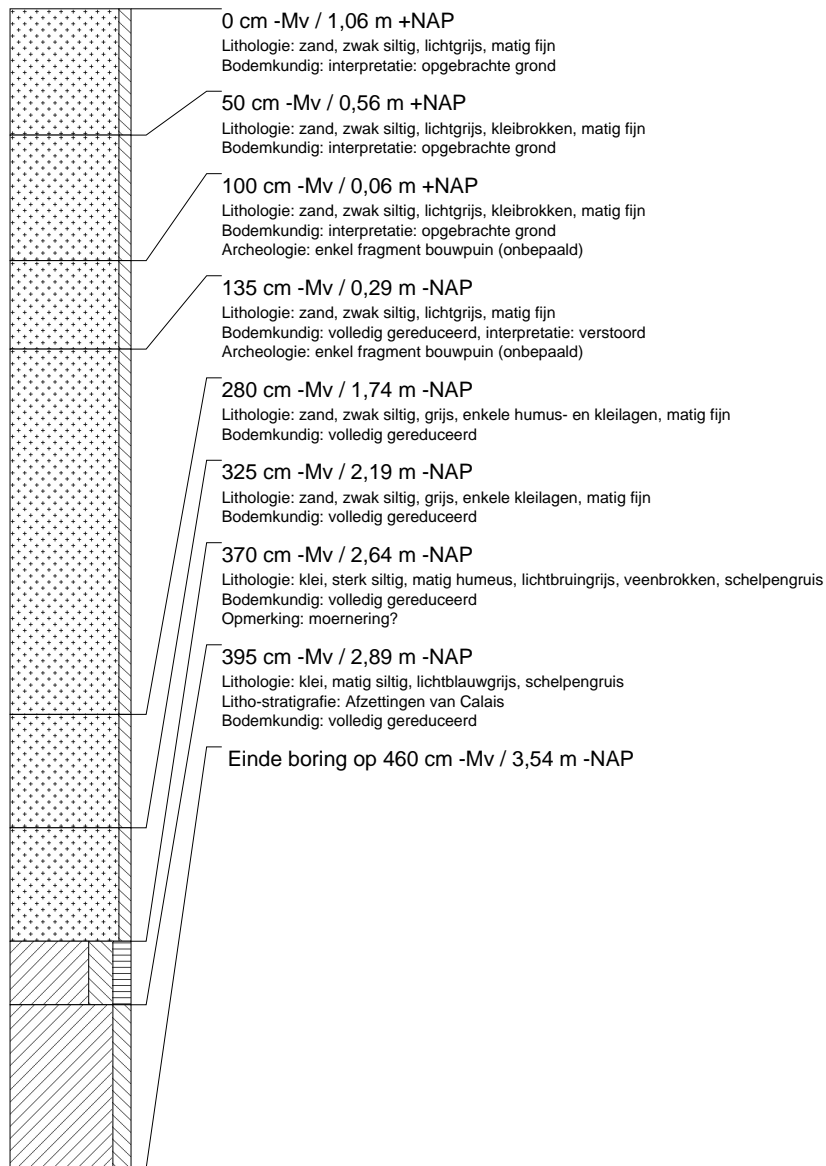 0 cm -Mv / 1,06 m +NAP
Lithologie: zand, zwak siltig, lichtgrijs, matig fijn
Bodemkundig: interpretatie: opgebrachte grond
50 cm -Mv / 0,56 m +NAP
Lithologie: zand, zwak siltig, lichtgrijs, kleibrokken, matig fijn
Bodemkundig: interpretatie: opgebrachte grond
100 cm -Mv / 0,06 m +NAP
Lithologie: zand, zwak siltig, lichtgrijs, kleibrokken, matig fijn
Bodemkundig: interpretatie: opgebrachte grond
Archeologie: enkel fragment bouwpuin (onbepaald)
135 cm -Mv / 0,29 m -NAP
Lithologie: zand, zwak siltig, lichtgrijs, matig fijn
Bodemkundig: volledig gereduceerd, interpretatie: verstoord
Archeologie: enkel fragment bouwpuin (onbepaald)
280 cm -Mv / 1,74 m -NAP
Lithologie: zand, zwak siltig, grijs, enkele humus- en kleilagen, matig fijn
Bodemkundig: volledig gereduceerd
325 cm -Mv / 2,19 m -NAP
Lithologie: zand, zwak siltig, grijs, enkele kleilagen, matig fijn
Bodemkundig: volledig gereduceerd
370 cm -Mv / 2,64 m -NAP
Lithologie: klei, sterk siltig, matig humeus, lichtbruingrijs, veenbrokken, schelpengruis
Bodemkundig: volledig gereduceerd
Opmerking: moernering?
395 cm -Mv / 2,89 m -NAP
Lithologie: klei, matig siltig, lichtblauwgrijs, schelpengruis
Litho-stratigrafie: Afzettingen van Calais
Bodemkundig: volledig gereduceerd
Einde boring op 460 cm -Mv / 3,54 m -NAP